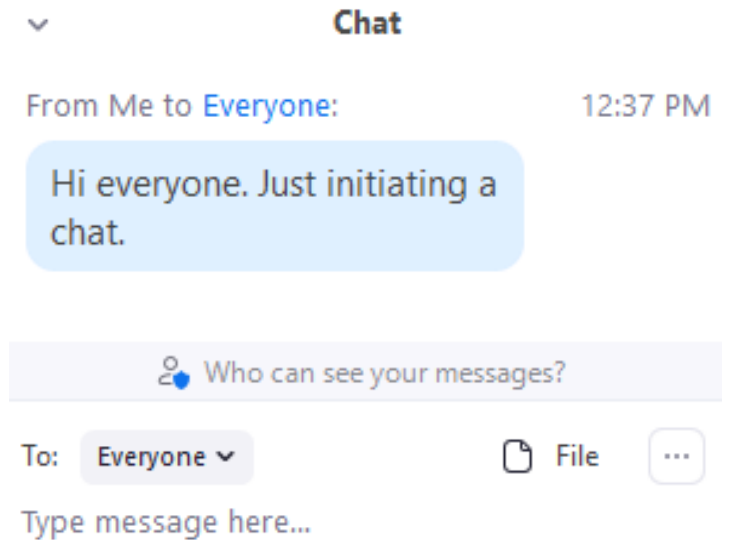 Chat
From Me to Everyone: 12:37 PM
Hi everyone. Just initiating a
chat.
Who can see your messages?
To: Everyone File ...
Type message here...